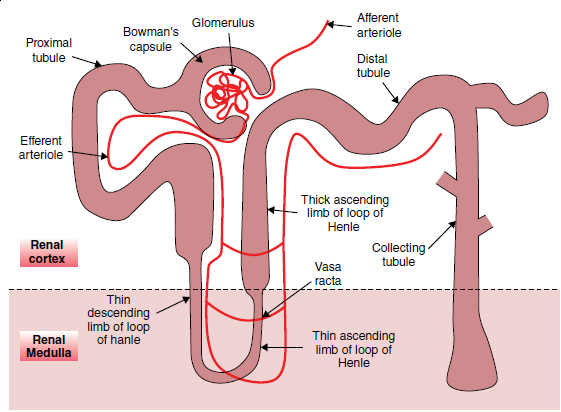 Glomerulus
Afferent
arteriole
Bowman's
capsule
Proximal
tubule
Distal
tubule
Efferent
arteriole
Thick ascending
limb of loop of
Henle
Renal
cortex
Collecting
tubule
Vasa
racta
Thin
descending
limb of loop
of hanle
Renal
Medulla
Thin ascending
limb of loop of
Henle